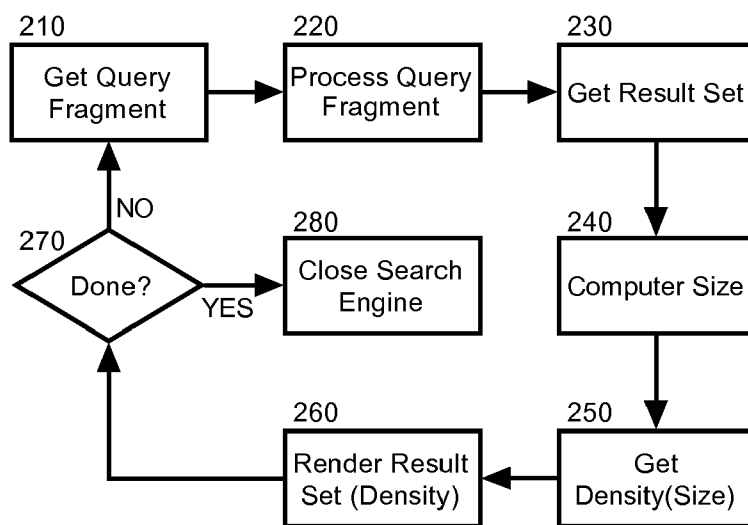 210
Get Query
Fragment
220
Process Query
Fragment
230
Get Result Set
240
Computer Size
250
Get
Density(Size)
260
Render Result
Set (Density)
270
Done?
NO
YES
280
Close Search
Engine